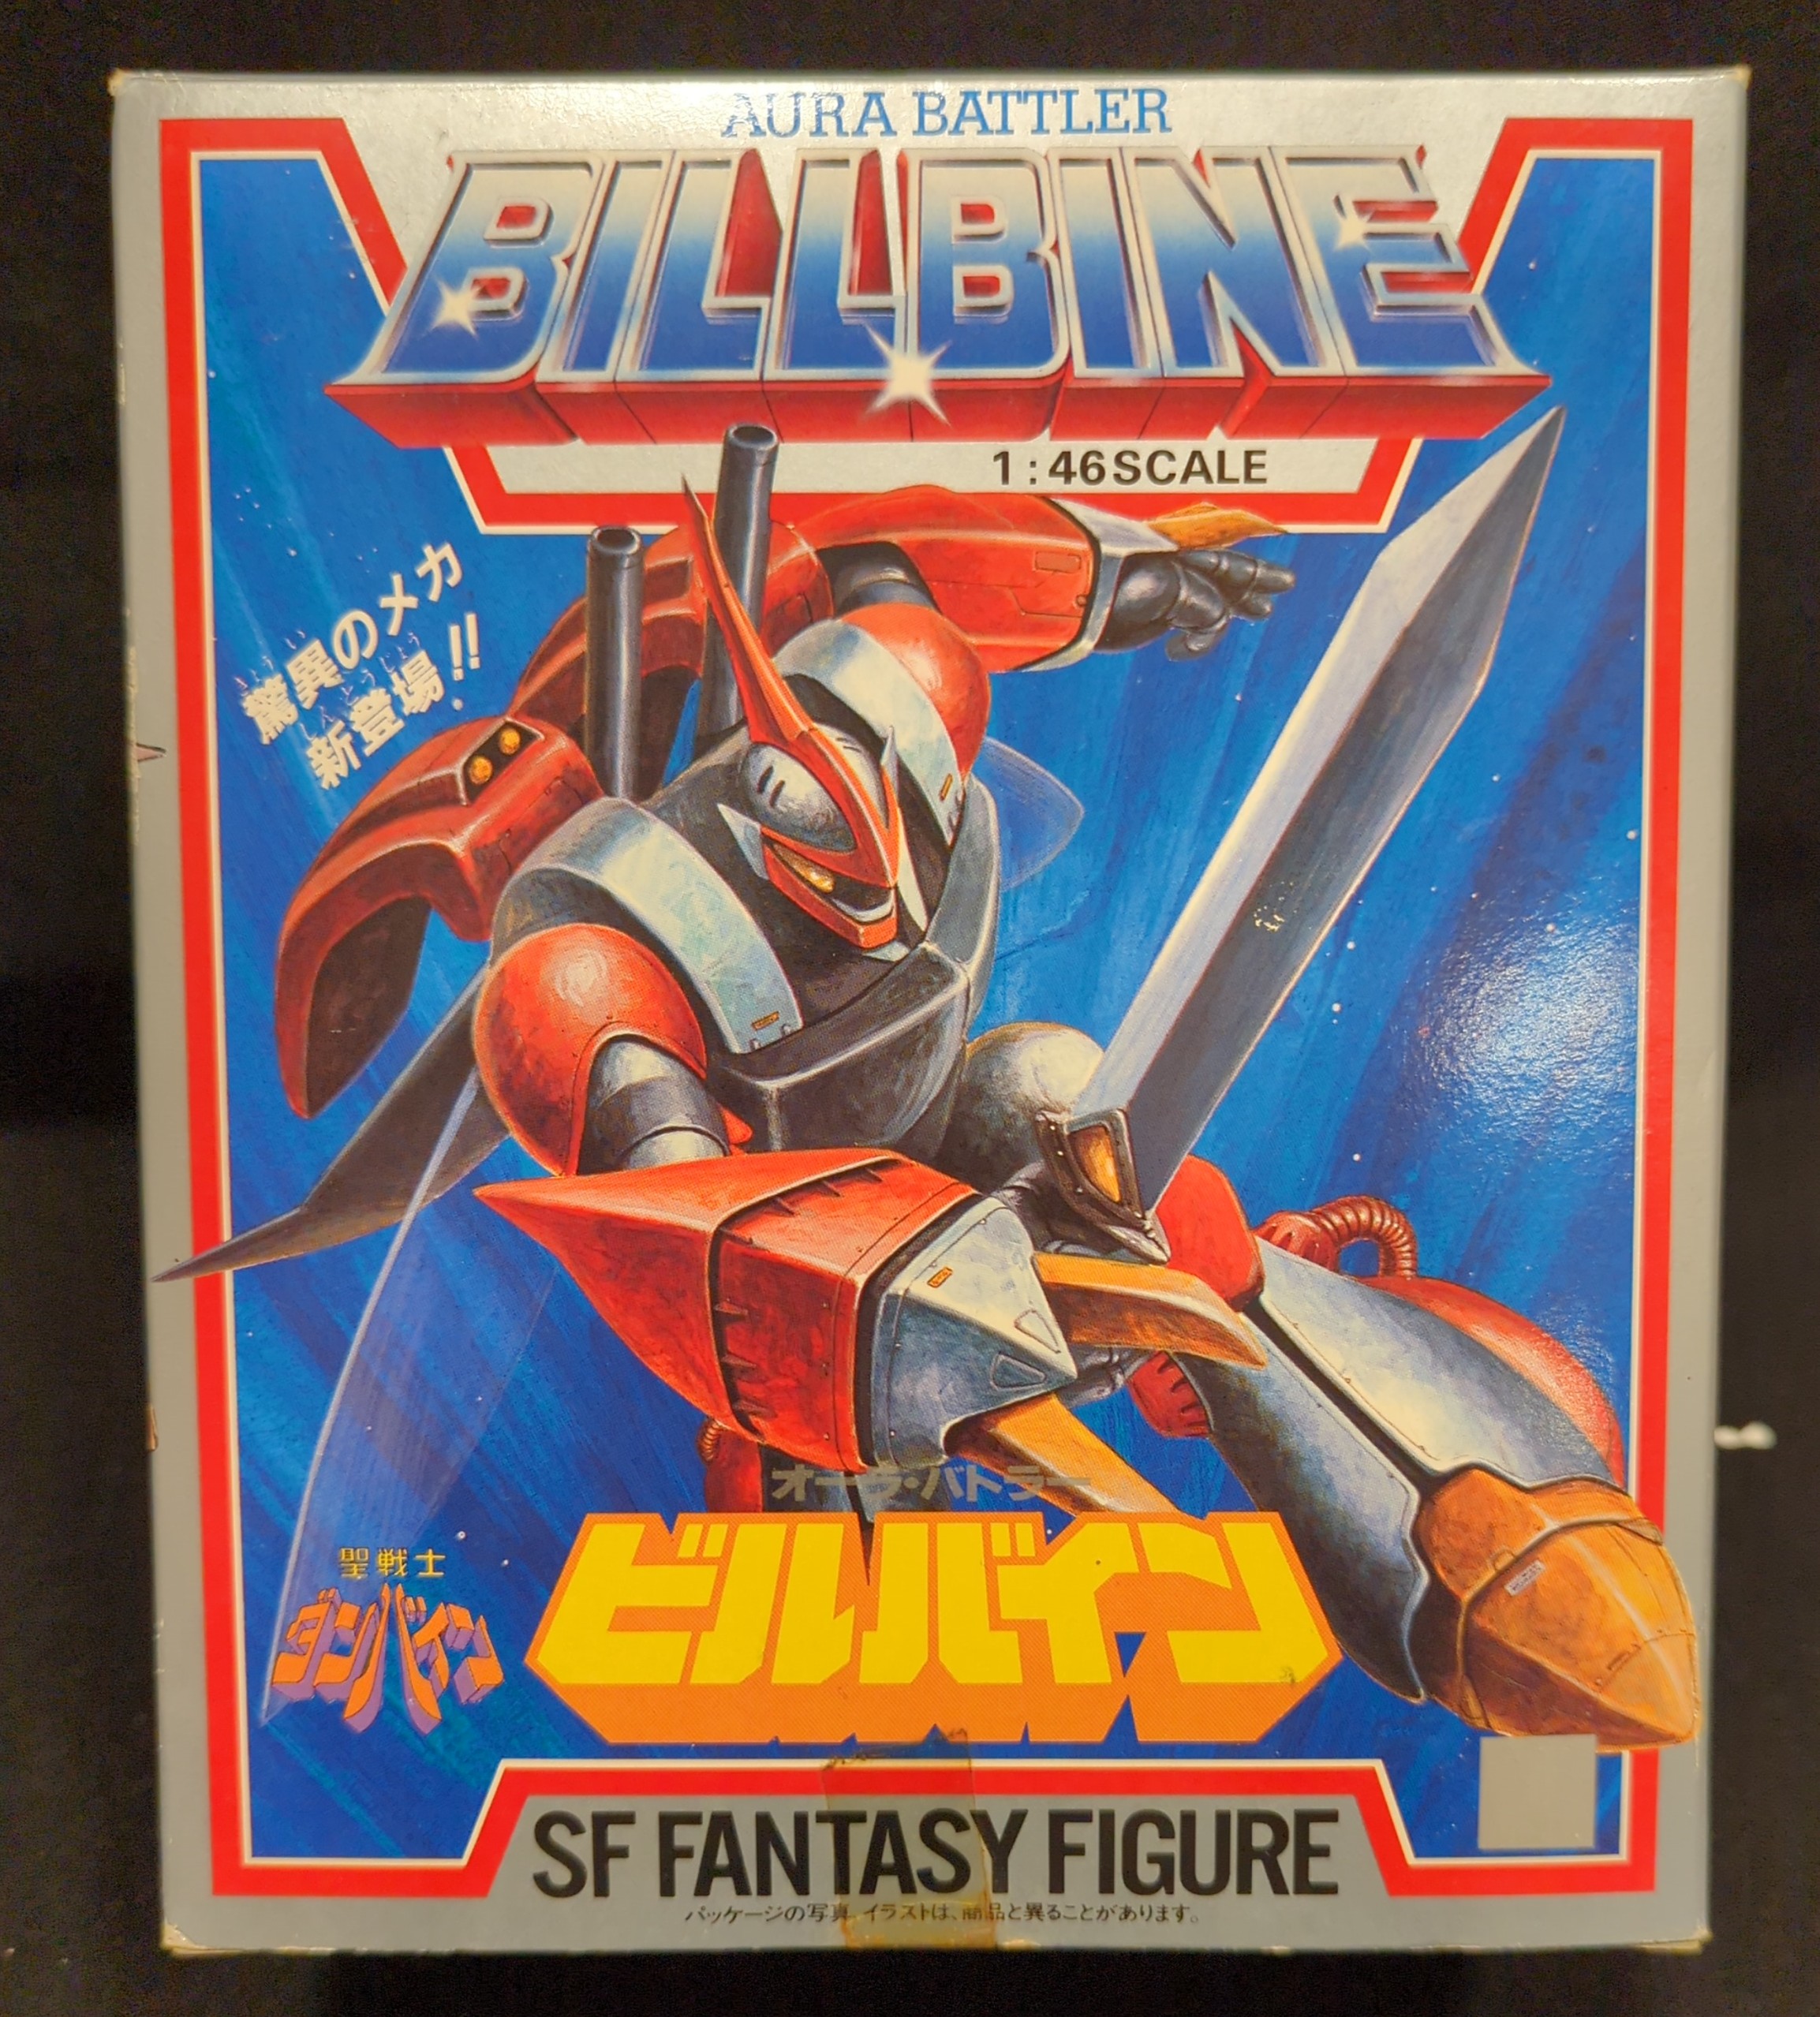 AURA BATTLER
BILLBINE
1:46SCALE
驚異のメカ
新登場!!
オーラ・バトラー
ビルバイン
聖戦士
ダンバイン
SF FANTASY FIGURE
パッケージの写真、イラストは、商品と異ることがあります。